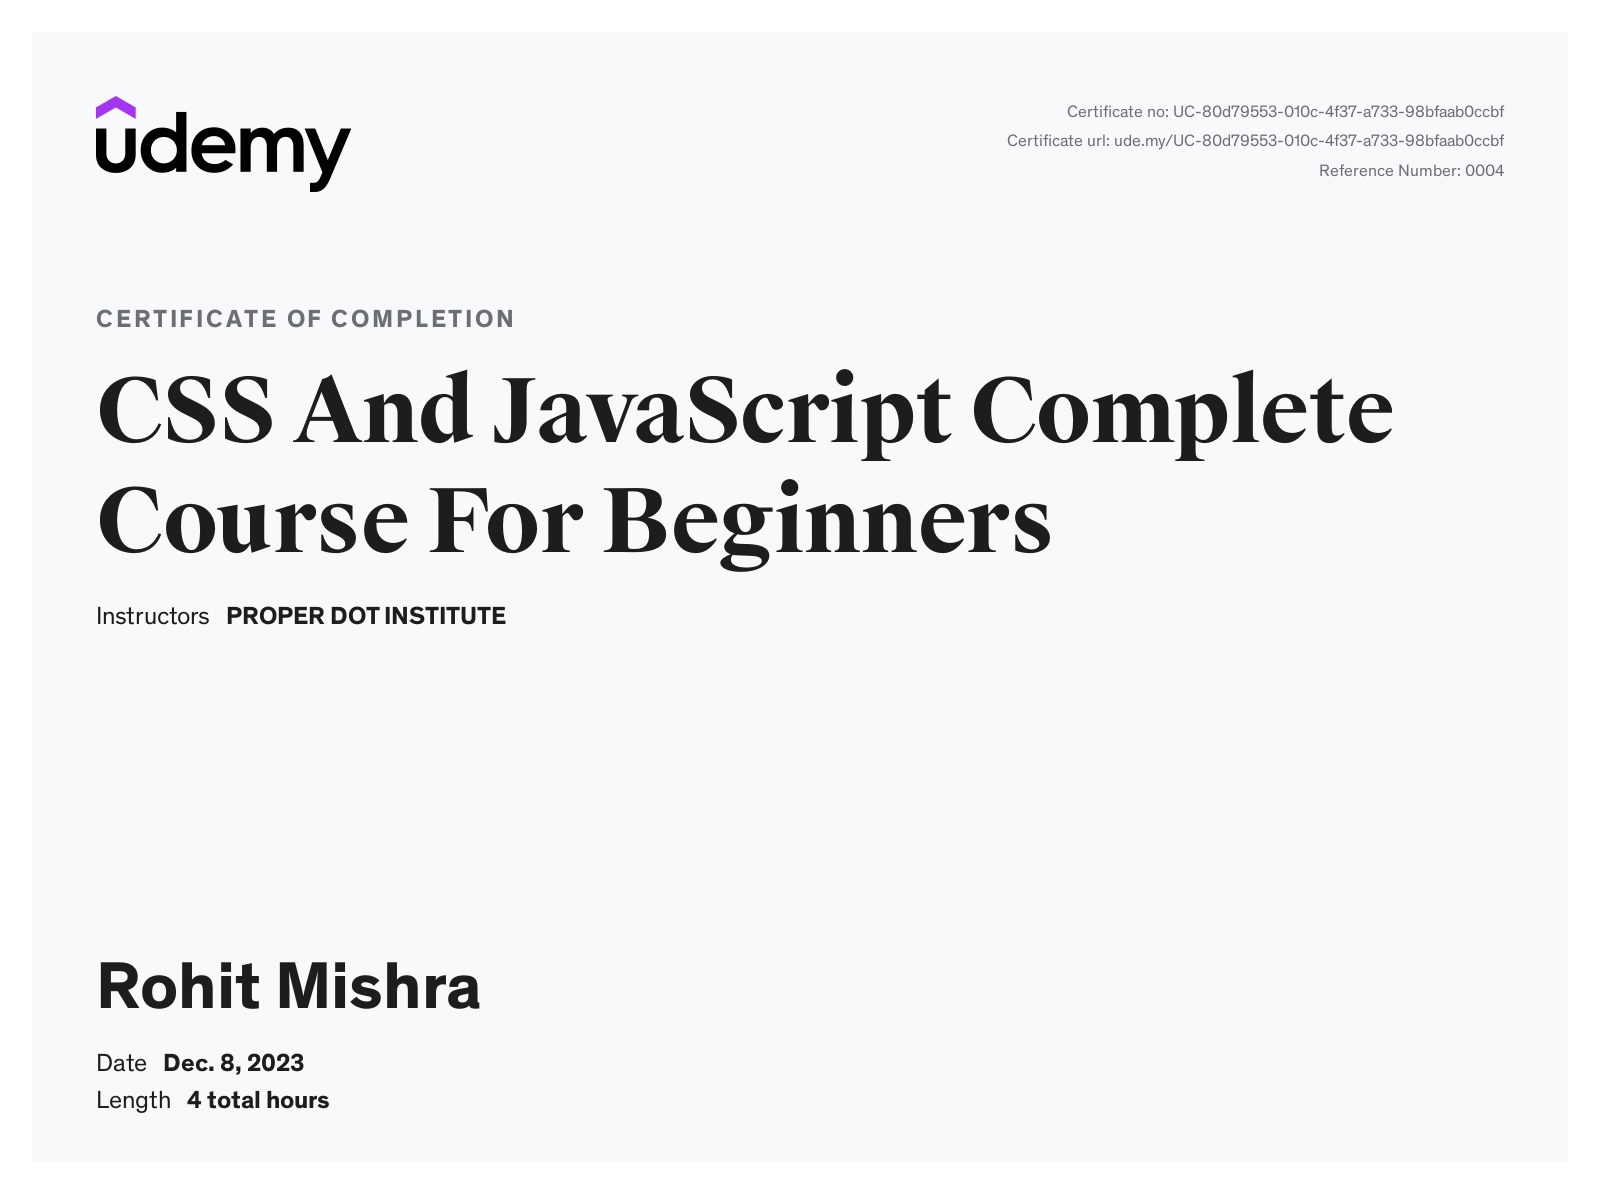 udemy
Certificate no: UC-80d79553-010c-4f37-a733-98bfaab0ccbf
Certificate url: ude.my/UC-80d79553-010c-4f37-a733-98bfaab0ccbf
Reference Number: 0004
CERTIFICATE OF COMPLETION
CSS And JavaScript Complete
Course For Beginners
Instructors PROPER DOT INSTITUTE
Rohit Mishra
Date Dec. 8, 2023
Length 4 total hours